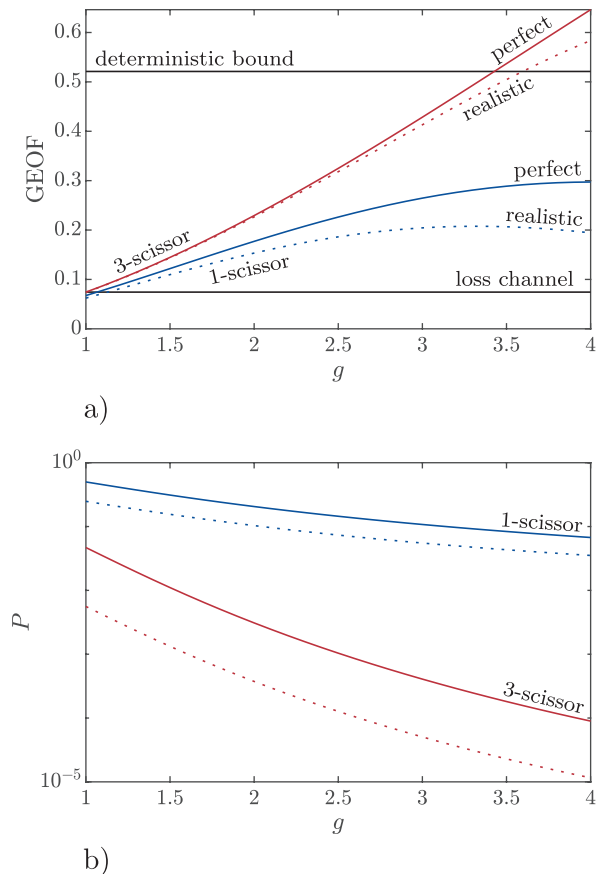 0.6
0.5
0.4
0.3
0.2
0.1
0
GEOF
deterministic bound
perfect
realistic
perfect
realistic
3-scissor
1-scissor
loss channel
1 1.5 2 2.5 3 3.5 4
g
a)
10^0
10^-5
P
1-scissor
3-scissor
1 1.5 2 2.5 3 3.5 4
g
b)